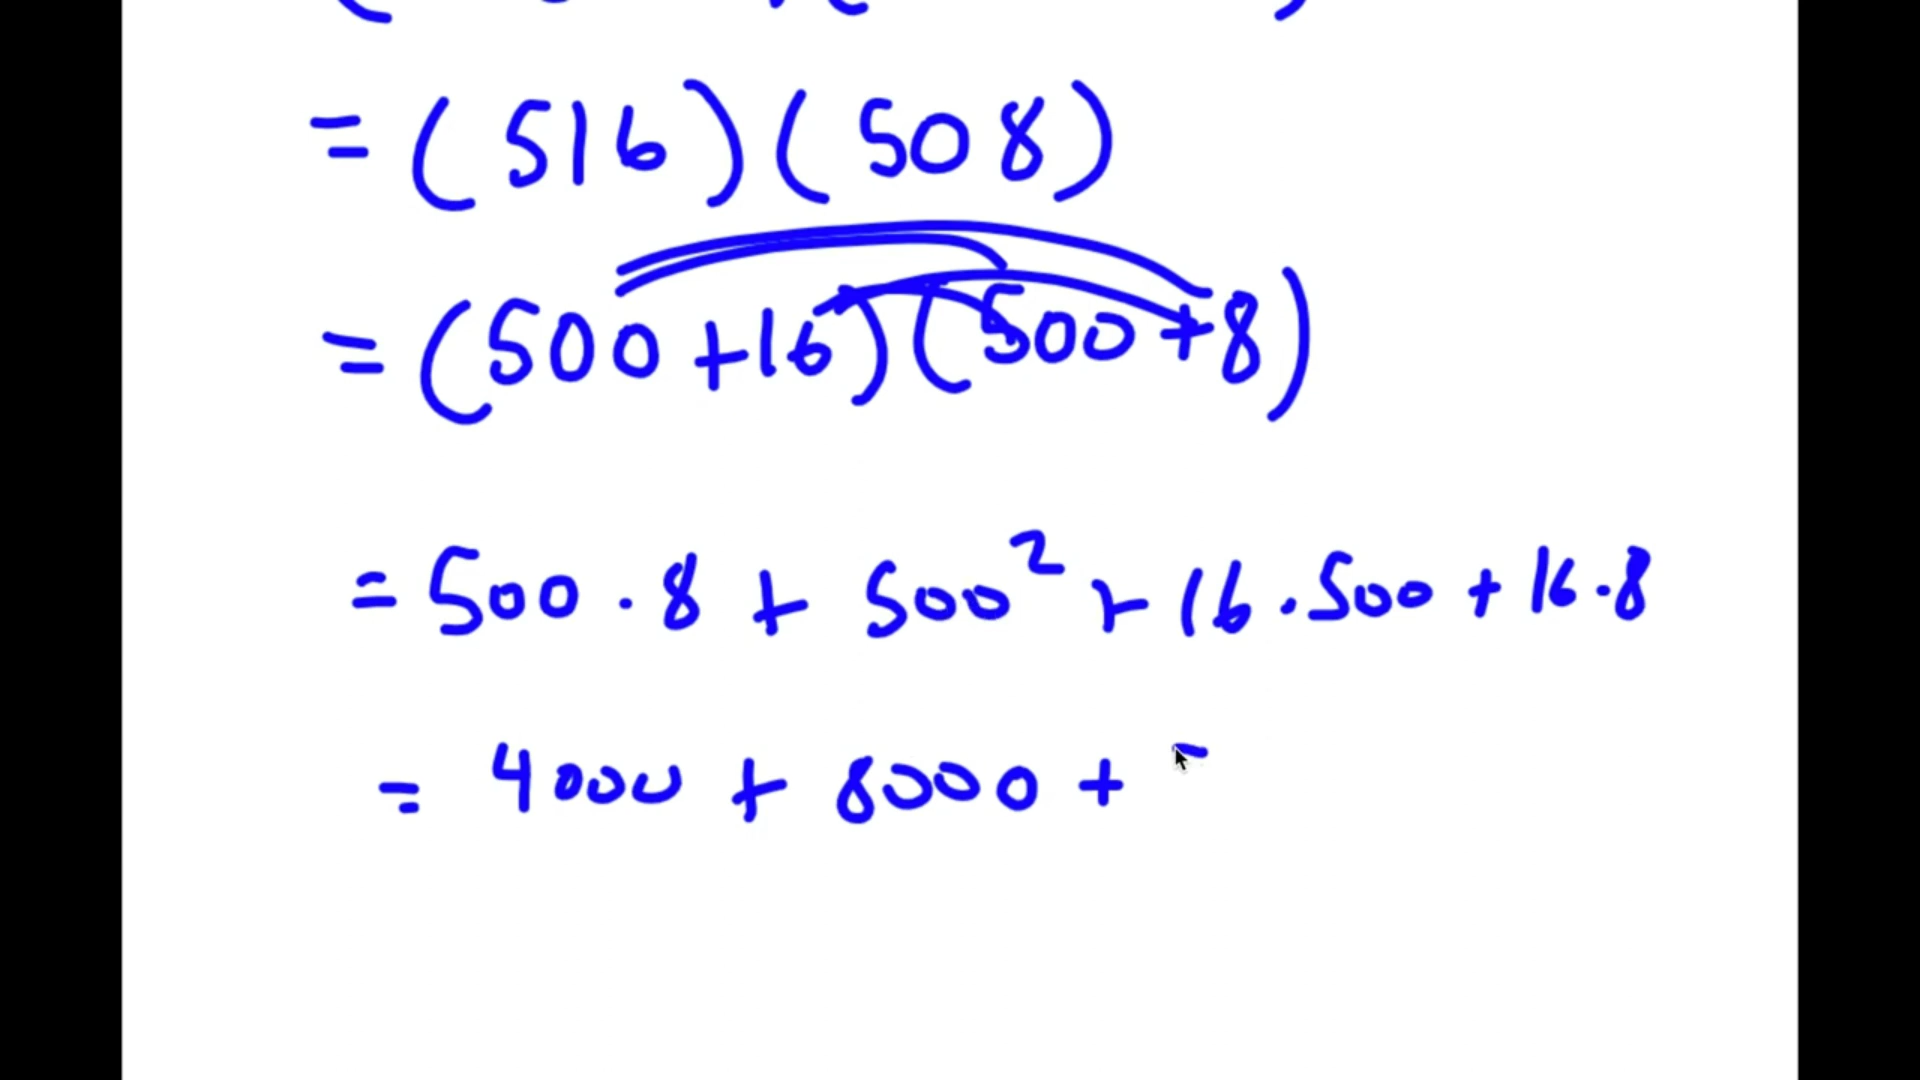 = (516)(508)
= (500+16)(500+8)
= 500 · 8 + 500² + 16 · 500 + 16 · 8
= 4000 + 8000 +